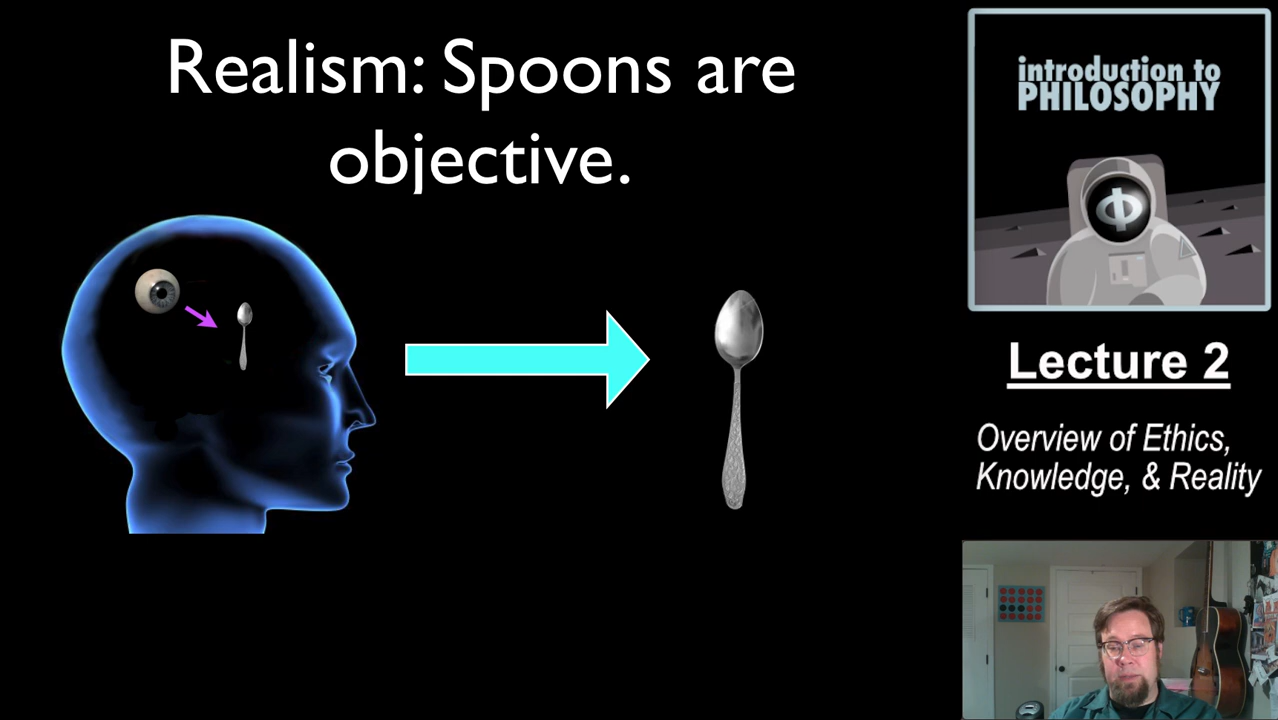 Realism: Spoons are
objective.
introduction to
PHILOSOPHY
Φ
Lecture 2
Overview of Ethics,
Knowledge, & Reality